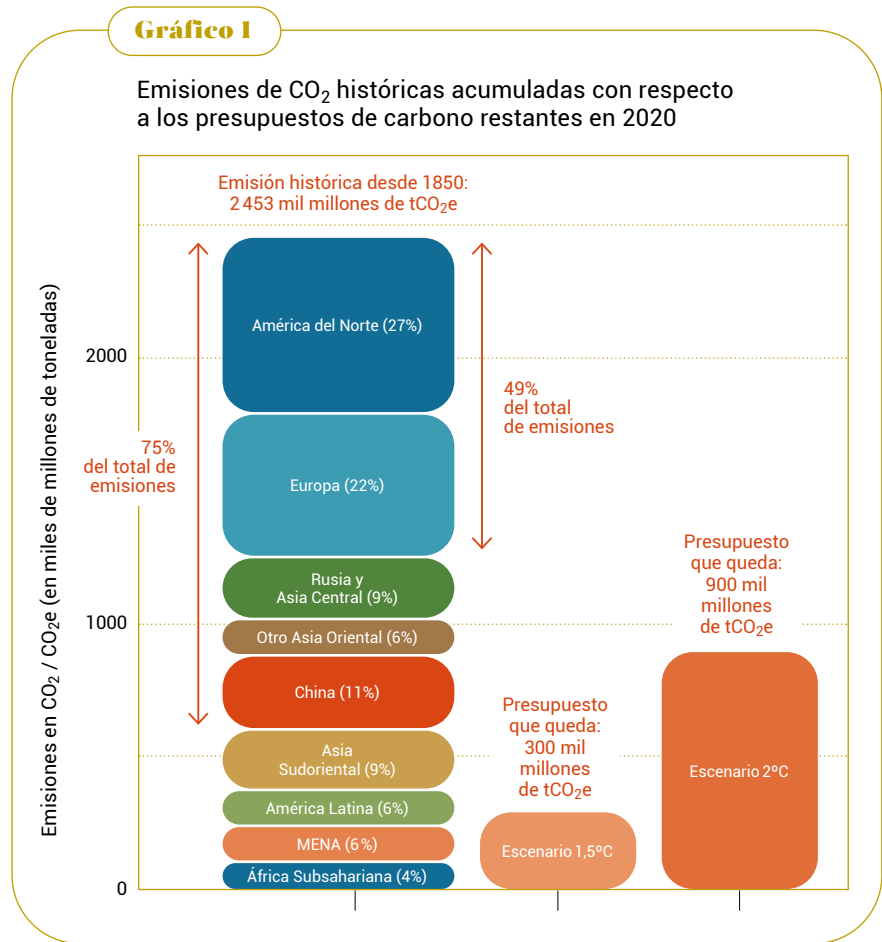 Gráfico 1
Emisiones de CO₂ históricas acumuladas con respecto
a los presupuestos de carbono restantes en 2020
Emisión histórica desde 1850:
2 453 mil millones de tCO₂e
Emisiones en CO₂ / CO₂e (en miles de millones de toneladas)
2000
1000
0
75%
del total de
emisiones
América del Norte (27%)
Europa (22%)
Rusia y
Asia Central (9%)
Otro Asia Oriental (6%)
China (11%)
Asia
Sudoriental (9%)
América Latina (6%)
MENA (6%)
África Subsahariana (4%)
49%
del total
de emisiones
Presupuesto
que queda:
300 mil
millones
de tCO₂e
Escenario 1,5ºC
Presupuesto
que queda:
900 mil
millones
de tCO₂e
Escenario 2ºC